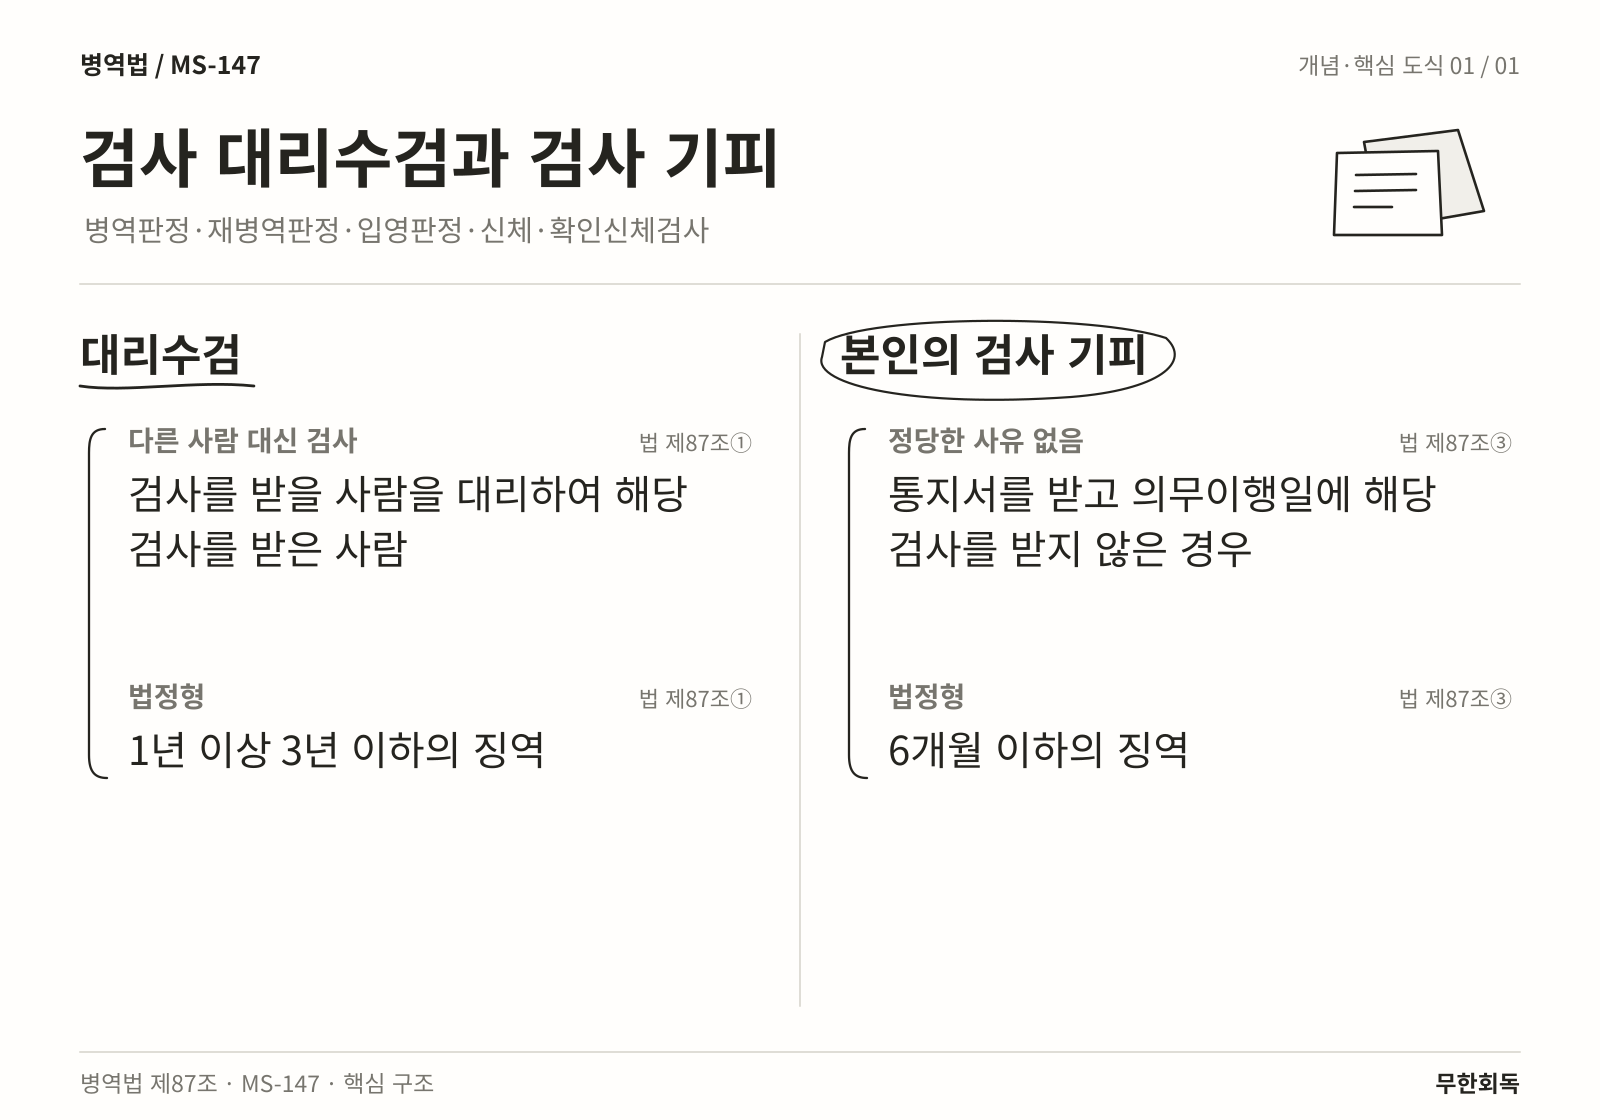 병역법 / MS-147
개념·핵심 도식 01 / 01
검사 대리수검과 검사 기피
병역판정·재병역판정·입영판정·신체·확인신체검사
대리수검
다른 사람 대신 검사
법 제87조①
검사를 받을 사람을 대리하여 해당
검사를 받은 사람
법정형
법 제87조①
1년 이상 3년 이하의 징역
본인의 검사 기피
정당한 사유 없음
법 제87조③
통지서를 받고 의무이행일에 해당
검사를 받지 않은 경우
법정형
법 제87조③
6개월 이하의 징역
병역법 제87조 · MS-147 · 핵심 구조
무한회독